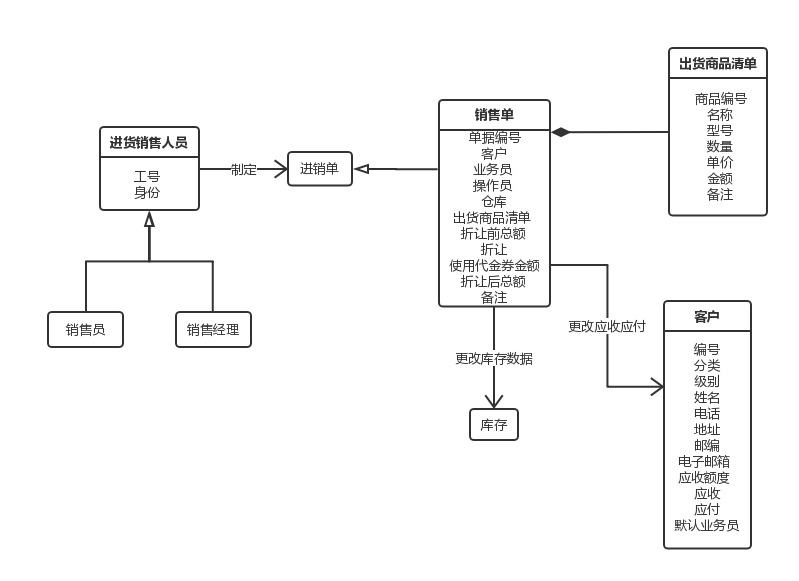 进货销售人员
工号
身份
销售员
销售经理
制定
进销单
销售单
单据编号
客户
业务员
操作员
仓库
出货商品清单
折让前总额
折让
使用代金券金额
折让后总额
备注
更改库存数据
库存
更改应收应付
出货商品清单
商品编号
名称
型号
数量
单价
金额
备注
客户
编号
分类
级别
姓名
电话
地址
邮编
电子邮箱
应收额度
应收
应付
默认业务员